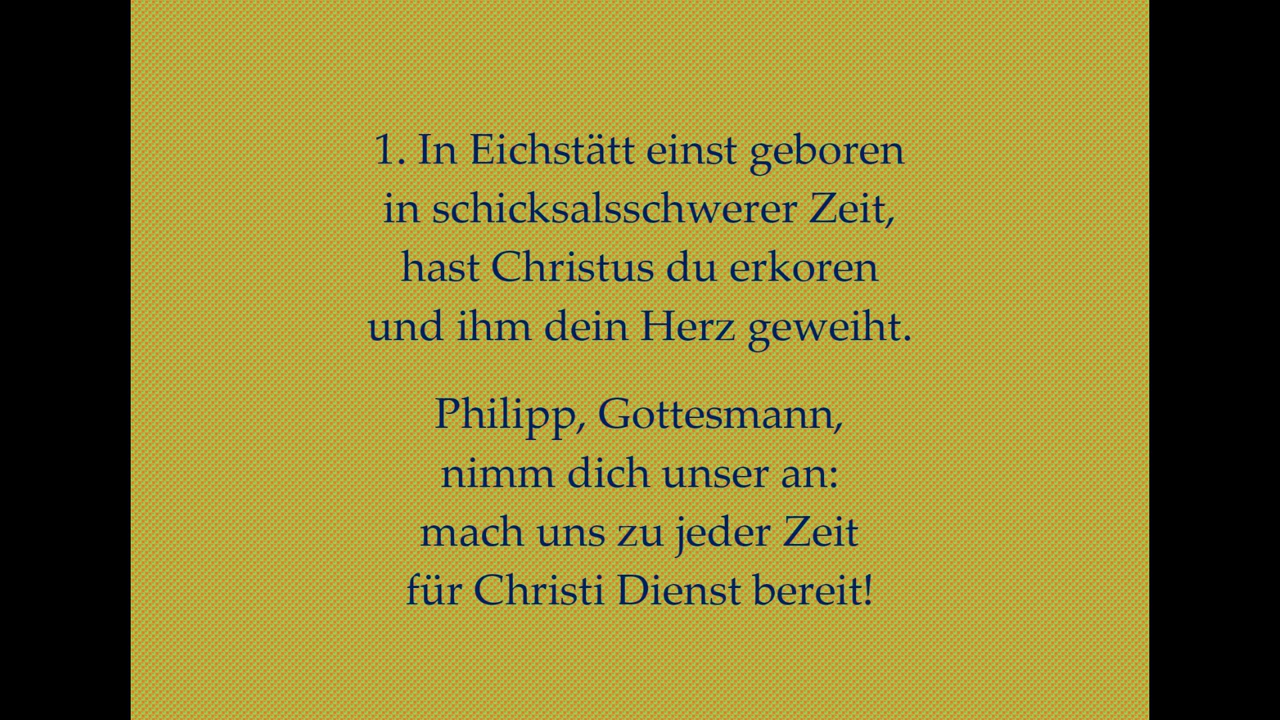 1. In Eichstätt einst geboren
in schicksalsschwerer Zeit,
hast Christus du erkoren
und ihm dein Herz geweiht.
Philipp, Gottesmann,
nimm dich unser an:
mach uns zu jeder Zeit
für Christi Dienst bereit!